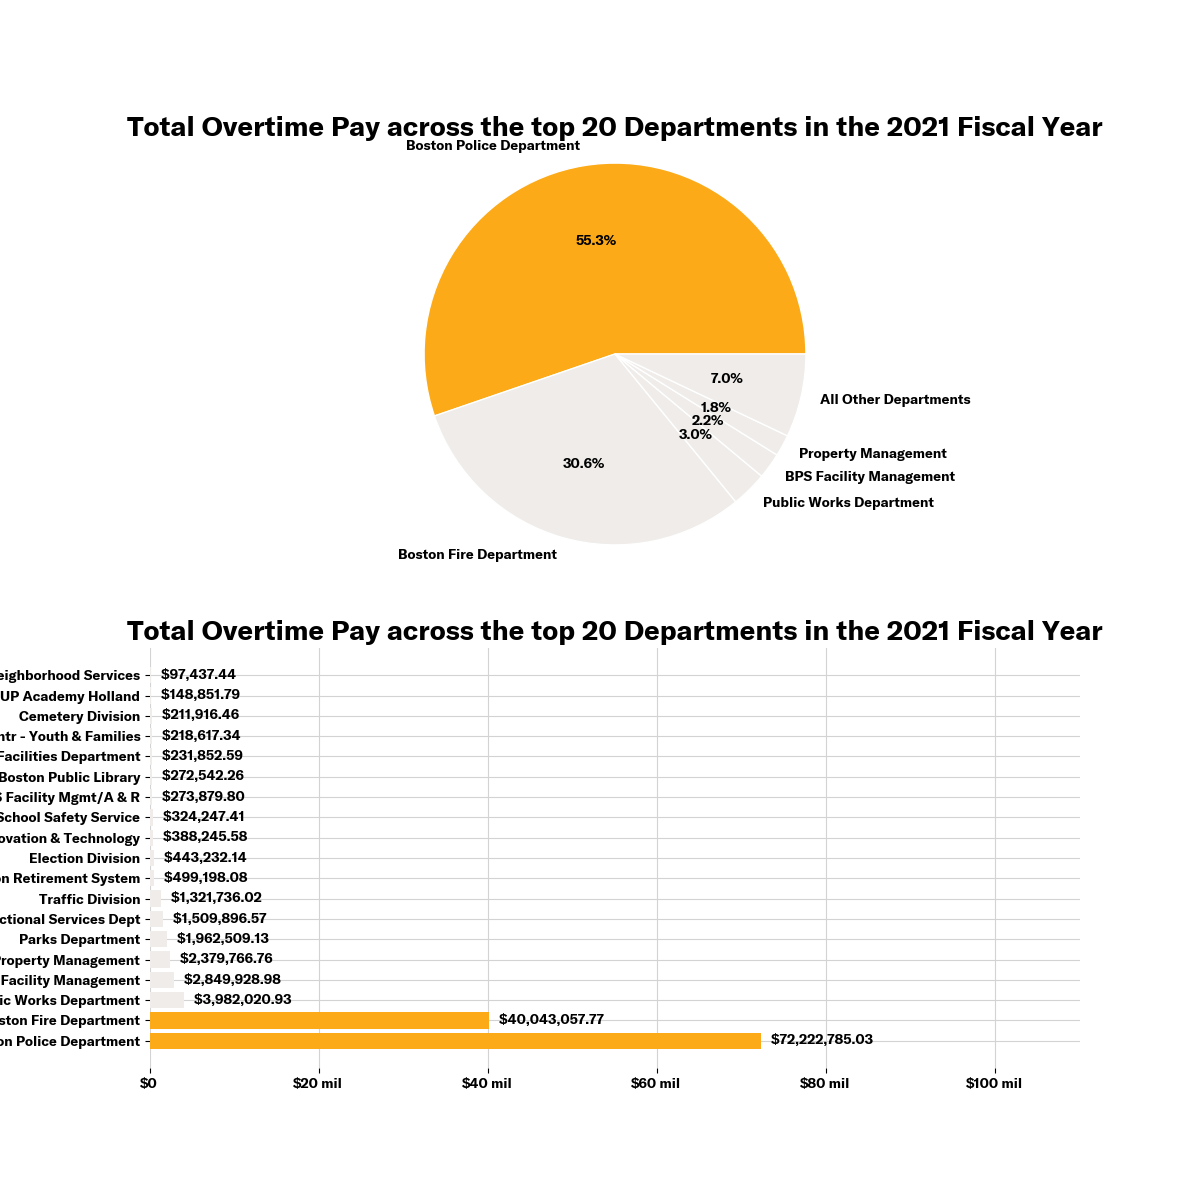 Total Overtime Pay across the top 20 Departments in the 2021 Fiscal Year
Boston Police Department
55.3%
7.0%
All Other Departments
1.8%
2.2%
3.0%
Property Management
BPS Facility Management
Public Works Department
30.6%
Boston Fire Department
Total Overtime Pay across the top 20 Departments in the 2021 Fiscal Year
eighborhood Services $97,437.44
UP Academy Holland $148,851.79
Cemetery Division $211,916.46
ntr - Youth & Families $218,617.34
Facilities Department $231,852.59
Boston Public Library $272,542.26
S Facility Mgmt/A & R $273,879.80
School Safety Service $324,247.41
ovation & Technology $388,245.58
Election Division $443,232.14
on Retirement System $499,198.08
Traffic Division $1,321,736.02
ctional Services Dept $1,509,896.57
Parks Department $1,962,509.13
Property Management $2,379,766.76
Facility Management $2,849,928.98
ic Works Department $3,982,020.93
ston Fire Department $40,043,057.77
on Police Department $72,222,785.03
$0 $20 mil $40 mil $60 mil $80 mil $100 mil